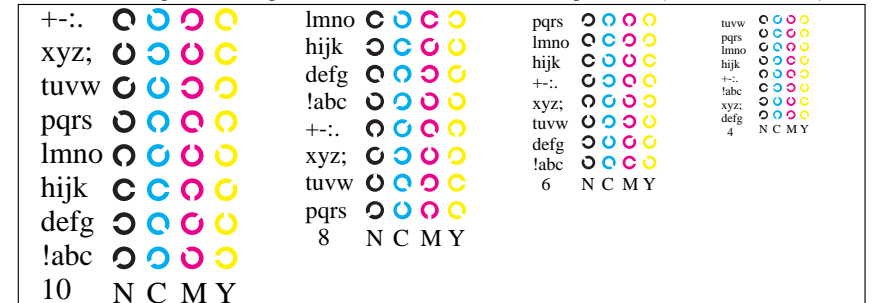 +-:.
xyz;
tuvw
pqrs
lmno
hijk
defg
!abc
10 N C M Y
lmno
hijk
defg
!abc
+-:.
xyz;
tuvw
pqrs
8 N C M Y
pqrs
lmno
hijk
+-:.
xyz;
tuvw
defg
!abc
6 N C M Y
tuvw
pqrs
lmno
hijk
+-:.
!abc
xyz;
defg
4 N C M Y